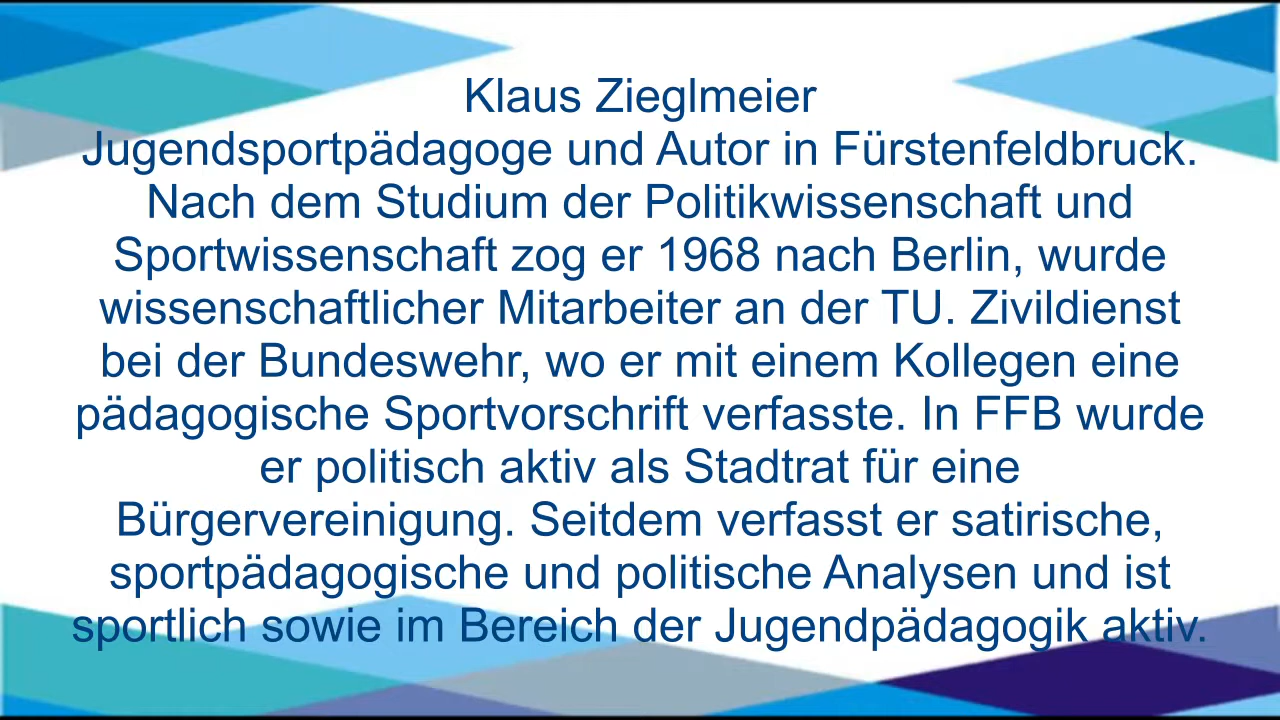 Klaus Zieglmeier
Jugendsportpädagoge und Autor in Fürstenfeldbruck.
Nach dem Studium der Politikwissenschaft und
Sportwissenschaft zog er 1968 nach Berlin, wurde
wissenschaftlicher Mitarbeiter an der TU. Zivildienst
bei der Bundeswehr, wo er mit einem Kollegen eine
pädagogische Sportvorschrift verfasste. In FFB wurde
er politisch aktiv als Stadtrat für eine
Bürgervereinigung. Seitdem verfasst er satirische,
sportpädagogische und politische Analysen und ist
sportlich sowie im Bereich der Jugendpädagogik aktiv.